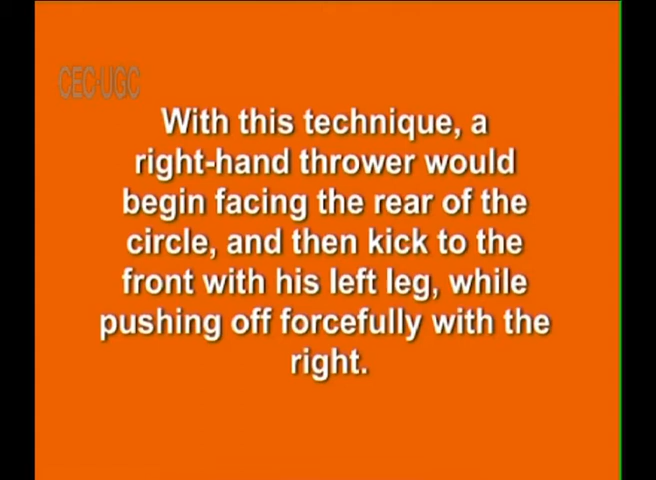 CEC-UGC
With this technique, a
right-hand thrower would
begin facing the rear of the
circle, and then kick to the
front with his left leg, while
pushing off forcefully with the
right.